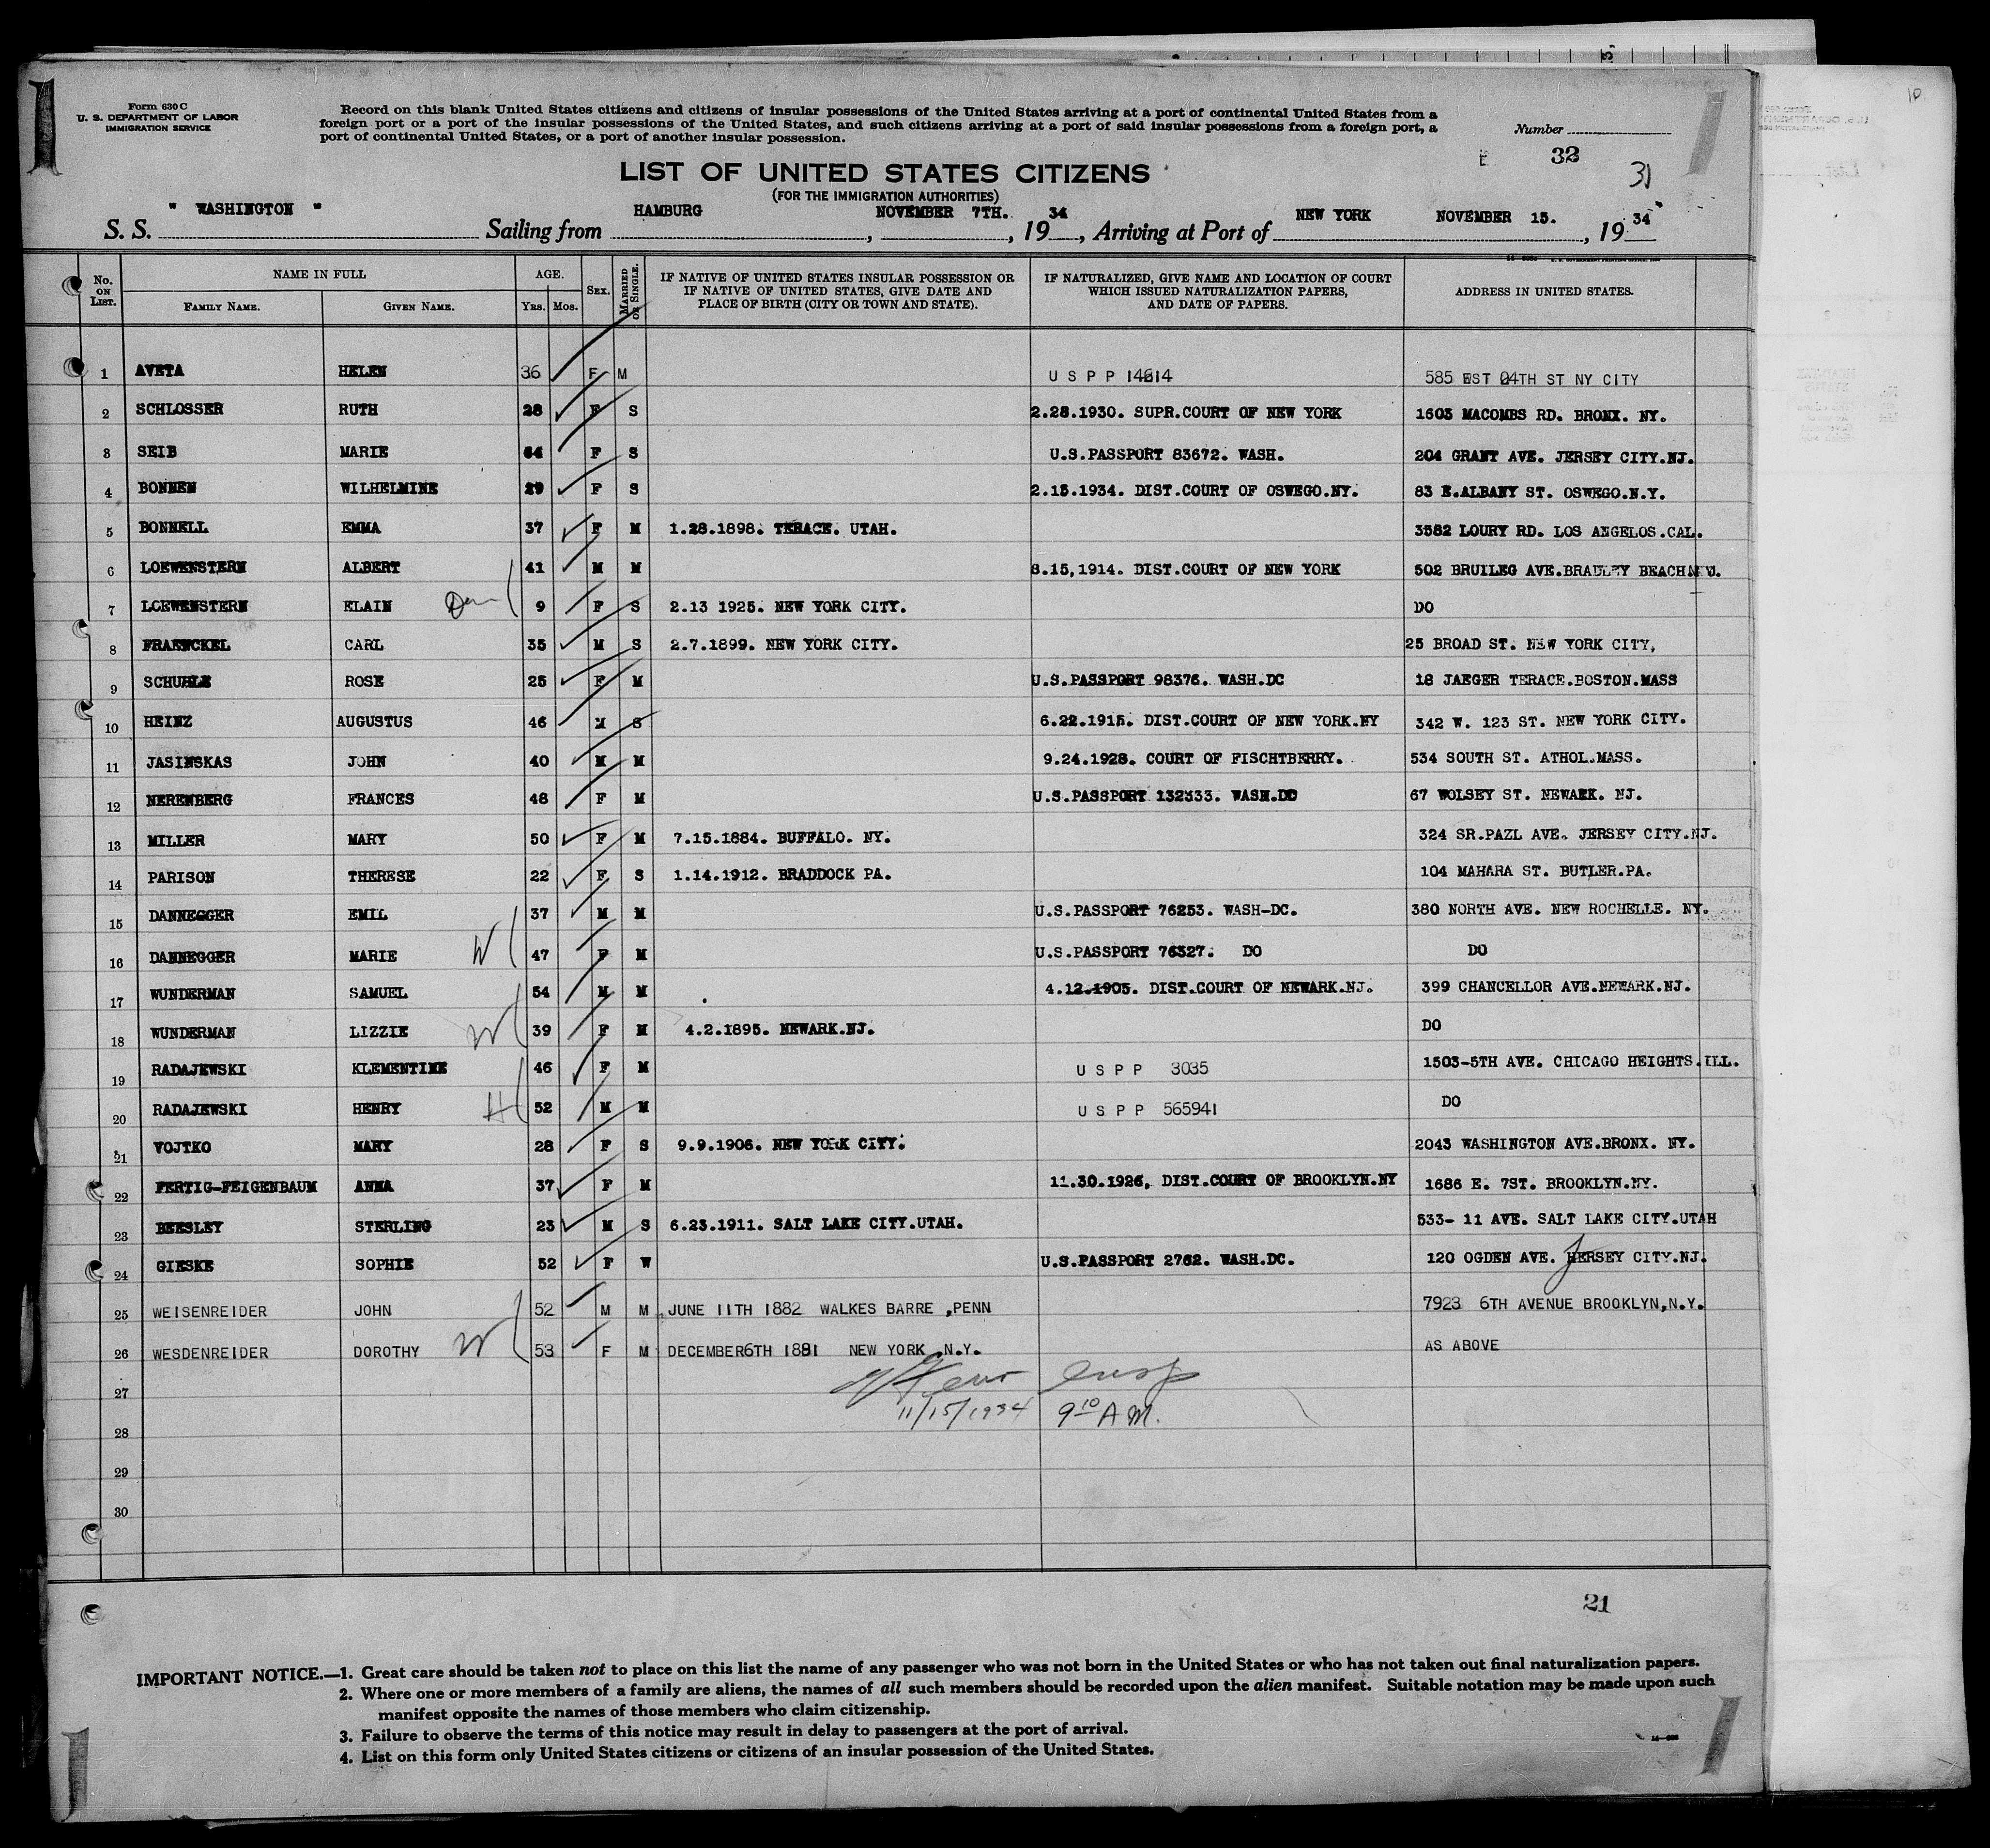 Form 630 C
U. S. DEPARTMENT OF LABOR
IMMIGRATION SERVICE
Record on this blank United States citizens and citizens of insular possessions of the United States arriving at a port of continental United States from a
foreign port or a port of the insular possessions of the United States, and such citizens arriving at a port of said insular possessions from a foreign port, a
port of continental United States, or a port of another insular possession.
Number
32
31
LIST OF UNITED STATES CITIZENS
(FOR THE IMMIGRATION AUTHORITIES)
S. S. " WASHINGTON " Sailing from HAMBURG, NOVEMBER 7TH., 1934, Arriving at Port of NEW YORK NOVEMBER 15., 1934
No. ON LIST. NAME IN FULL FAMILY NAME. GIVEN NAME. AGE. YRS. MOS. SEX. MARRIED OR SINGLE. IF NATIVE OF UNITED STATES INSULAR POSSESSION OR IF NATIVE OF UNITED STATES, GIVE DATE AND PLACE OF BIRTH (CITY OR TOWN AND STATE). IF NATURALIZED, GIVE NAME AND LOCATION OF COURT WHICH ISSUED NATURALIZATION PAPERS, AND DATE OF PAPERS. ADDRESS IN UNITED STATES.
1 AVETA HELEN 36 F M U S P P 14614 585 ST 04TH ST NY CITY
2 SCHLOSSER RUTH 28 F S 2.28.1930. SUPR.COURT OF NEW YORK 1603 MACOMBS RD. BRONX. NY.
3 SEIB MARIE 64 F S U.S.PASSPORT 83672. WASH. 204 GRANT AVE. JERSEY CITY.NJ.
4 BONNEN WILHELMINE 29 F S 2.15.1934. DIST.COURT OF OSWEGO.NY. 83 E.ALBANY ST. OSWEGO.N.Y.
5 BONNELL EMMA 37 F M 1.28.1898. TERACE. UTAH. 3582 LOURY RD. LOS ANGELOS.CAL.
6 LOEWENSTERN ALBERT 41 M M 8.15,1914. DIST.COURT OF NEW YORK 502 BRUILEG AVE.BRADLEY BEACH
7 LOEWENSTERN ELAIN 9 F S 2.13 1925. NEW YORK CITY. DO
8 FRAENCKEL CARL 35 M S 2.7.1899. NEW YORK CITY. 25 BROAD ST. NEW YORK CITY,
9 SCHUHLE ROSE 25 F M U.S.PASSPORT 98376. WASH.DC 18 JAEGER TERACE.BOSTON.MASS
10 HEINZ AUGUSTUS 46 M S 6.22.1915. DIST.COURT OF NEW YORK.NY 342 W. 123 ST. NEW YORK CITY.
11 JASINSKAS JOHN 40 M M 9.24.1928. COURT OF FISCHTBERRY. 534 SOUTH ST. ATHOL.MASS.
12 NERENBERG FRANCES 48 F M U.S.PASSPORT 132333. WASH.DC 67 WOLSEY ST. NEWARK. NJ.
13 MILLER MARY 50 F M 7.15.1884. BUFFALO. NY. 324 SR.PAZL AVE. JERSEY CITY.NJ.
14 PARISON THERESE 22 F S 1.14.1912. BRADDOCK PA. 104 MAHARA ST. BUTLER.PA.
15 DANNEGGER EMIL 37 M M U.S.PASSPORT 76253. WASH-DC. 380 NORTH AVE. NEW ROCHELLE. NY.
16 DANNEGGER MARIE W 47 F M U.S.PASSPORT 76327. DO DO
17 WUNDERMAN SAMUEL 54 M M 4.12.1905. DIST.COURT OF NEWARK.NJ. 399 CHANCELLOR AVE.NEWARK.NJ.
18 WUNDERMAN LIZZIE W 39 F M 4.2.1895. NEWARK.NJ. DO
19 RADAJEWSKI KLEMENTINE 46 F M U S P P 3035 1503-5TH AVE. CHICAGO HEIGHTS.ILL.
20 RADAJEWSKI HENRY H 52 M M U S P P 565941 DO
21 VOJTKO MARY 28 F S 9.9.1906. NEW YORK CITY. 2043 WASHINGTON AVE.BRONX. NY.
22 FERTIG-FEIGENBAUM ANNA 37 F M 11.30.1926, DIST.COURT OF BROOKLYN.NY 1686 E. 7ST. BROOKLYN.NY.
23 BEESLEY STERLING 23 M S 6.23.1911. SALT LAKE CITY.UTAH. 533- 11 AVE. SALT LAKE CITY.UTAH
24 GIESKE SOPHIE 52 F W U.S.PASSPORT 2762. WASH.DC. 120 OGDEN AVE. JERSEY CITY.NJ.
25 WEISENREIDER JOHN 52 M M JUNE 11TH 1882 WALKES BARRE ,PENN 7923 6TH AVENUE BROOKLYN,N.Y.
26 WESDENREIDER DOROTHY W 53 F M DECEMBER6TH 1881 NEW YORK N.Y. AS ABOVE
27
11/15/1934 9 10 A M.
28
29
30
21
IMPORTANT NOTICE.—1. Great care should be taken not to place on this list the name of any passenger who was not born in the United States or who has not taken out final naturalization papers.
2. Where one or more members of a family are aliens, the names of all such members should be recorded upon the alien manifest. Suitable notation may be made upon such
manifest opposite the names of those members who claim citizenship.
3. Failure to observe the terms of this notice may result in delay to passengers at the port of arrival.
4. List on this form only United States citizens or citizens of an insular possession of the United States.